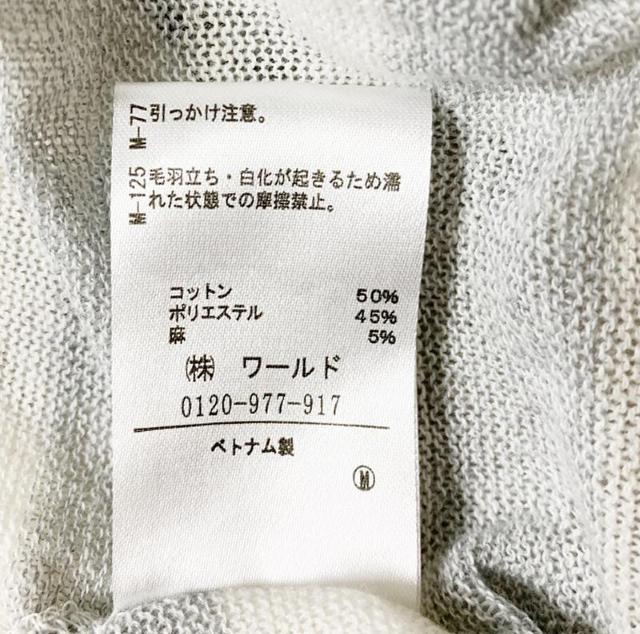 M-77 引っかけ注意。
M-125 毛羽立ち・白化が起きるため濡
れた状態での摩擦禁止。
コットン 50%
ポリエステル 45%
麻 5%
㈱ ワールド
0120-977-917
ベトナム製
Ⓜ